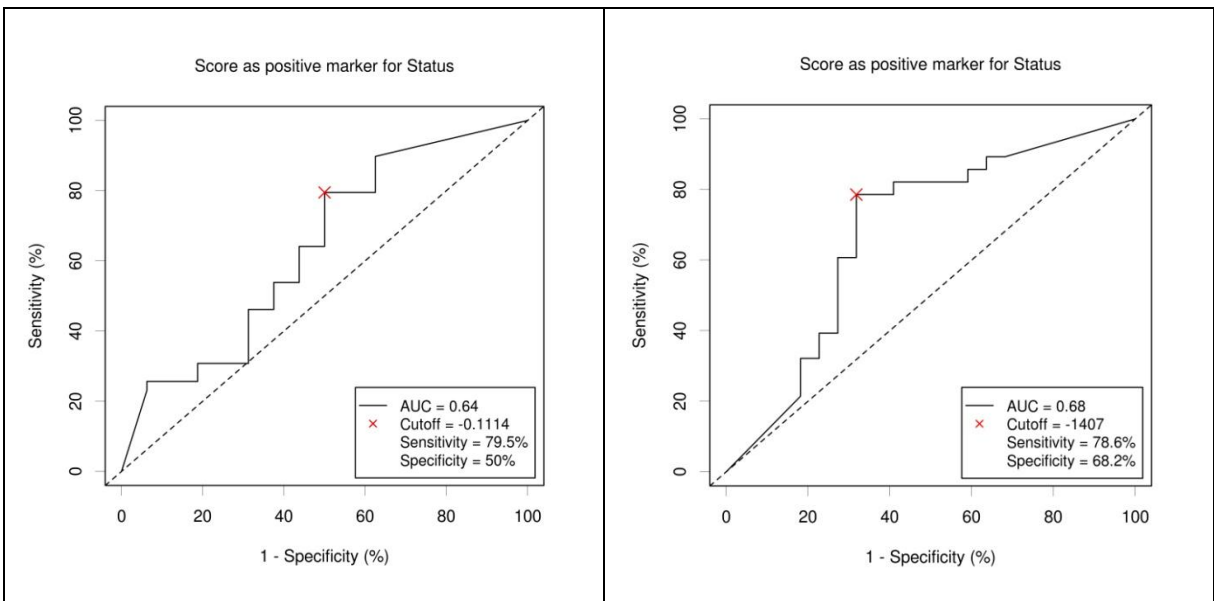 Score as positive marker for Status
Sensitivity (%)
100
80
60
40
20
0
AUC = 0.64
Cutoff = -0.1114
Sensitivity = 79.5%
Specificity = 50%
0 20 40 60 80 100
1 - Specificity (%)
Score as positive marker for Status
Sensitivity (%)
100
80
60
40
20
0
AUC = 0.68
Cutoff = -1407
Sensitivity = 78.6%
Specificity = 68.2%
0 20 40 60 80 100
1 - Specificity (%)